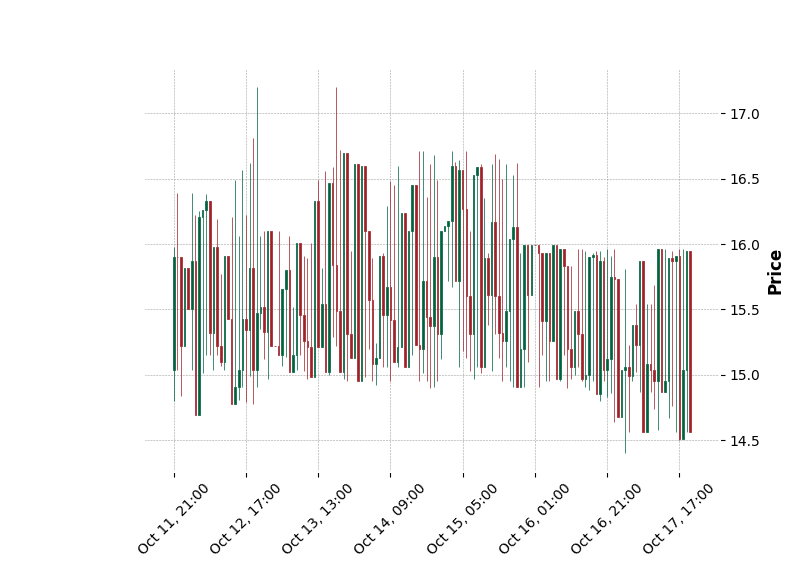 17.0
16.5
16.0
15.5
15.0
14.5
Price
Oct 11, 21:00
Oct 12, 17:00
Oct 13, 13:00
Oct 14, 09:00
Oct 15, 05:00
Oct 16, 01:00
Oct 16, 21:00
Oct 17, 17:00